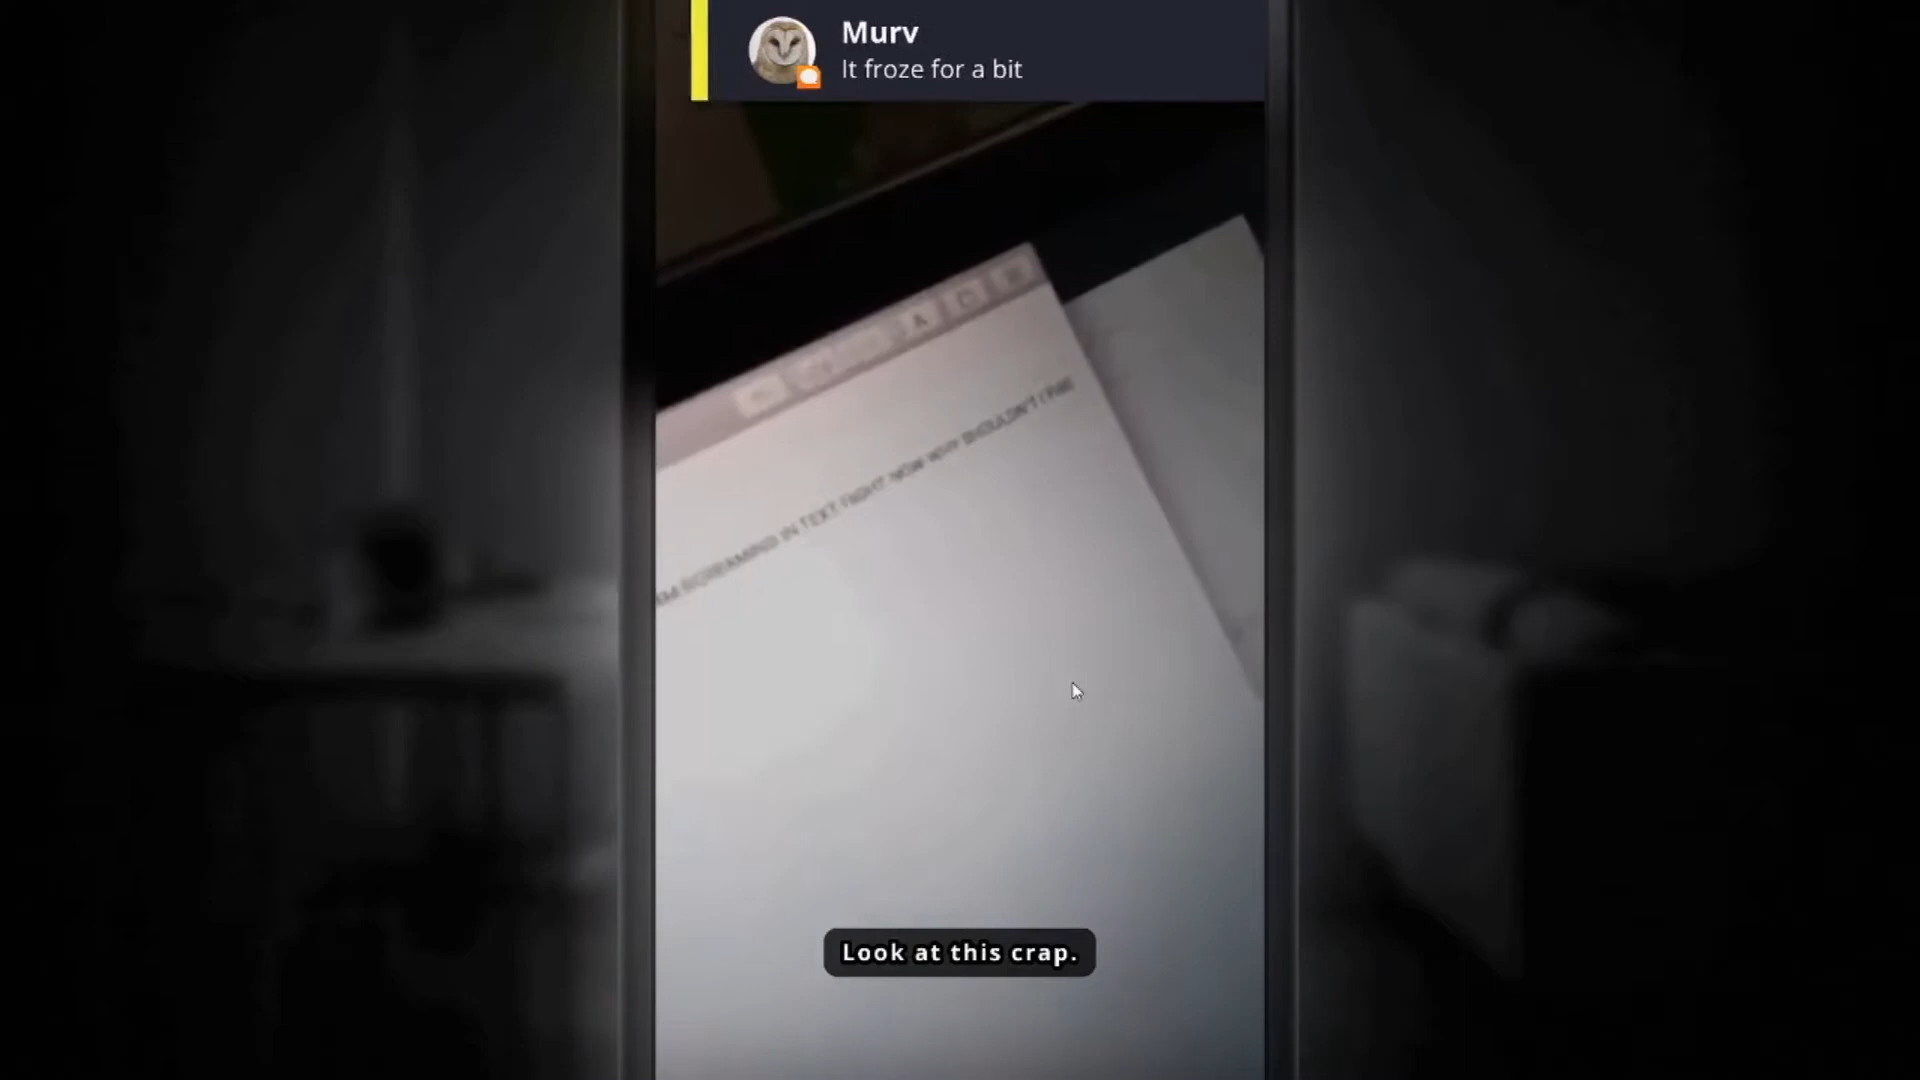 Murv
It froze for a bit
SCREAMING IN TEXT RIGHT NOW WHY SHOULDN'T I
Look at this crap.